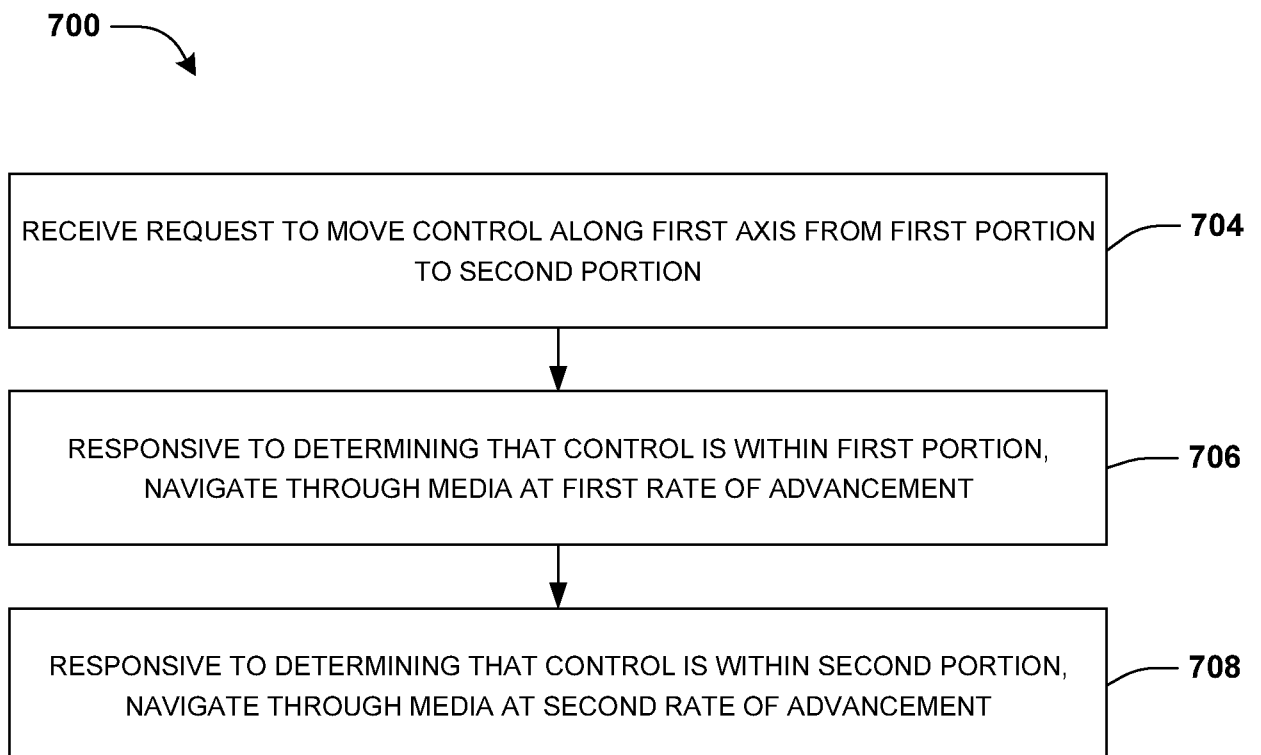 700
RECEIVE REQUEST TO MOVE CONTROL ALONG FIRST AXIS FROM FIRST PORTION
TO SECOND PORTION
704
RESPONSIVE TO DETERMINING THAT CONTROL IS WITHIN FIRST PORTION,
NAVIGATE THROUGH MEDIA AT FIRST RATE OF ADVANCEMENT
706
RESPONSIVE TO DETERMINING THAT CONTROL IS WITHIN SECOND PORTION,
NAVIGATE THROUGH MEDIA AT SECOND RATE OF ADVANCEMENT
708